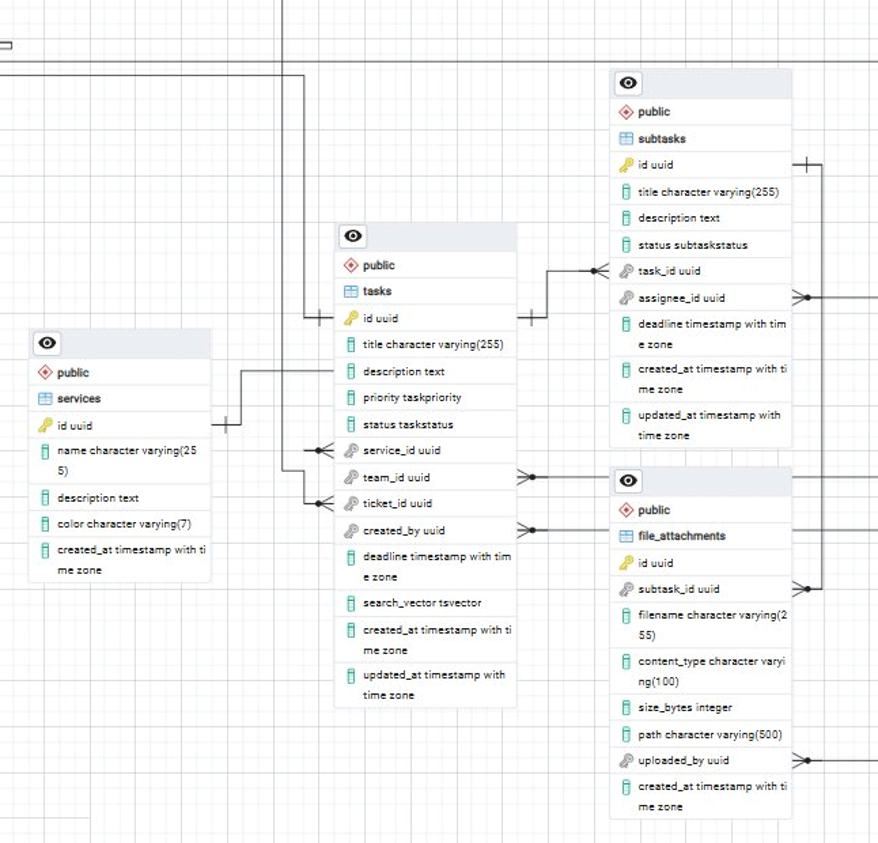 public
services
id uuid
name character varying(25
5)
description text
color character varying(7)
created_at timestamp with ti
me zone
public
tasks
id uuid
title character varying(255)
description text
priority taskpriority
status taskstatus
service_id uuid
team_id uuid
ticket_id uuid
created_by uuid
deadline timestamp with tim
e zone
search_vector tsvector
created_at timestamp with ti
me zone
updated_at timestamp with
time zone
public
subtasks
id uuid
title character varying(255)
description text
status subtaskstatus
task_id uuid
assignee_id uuid
deadline timestamp with tim
e zone
created_at timestamp with ti
me zone
updated_at timestamp with
time zone
public
file_attachments
id uuid
subtask_id uuid
filename character varying(2
55)
content_type character varyi
ng(100)
size_bytes integer
path character varying(500)
uploaded_by uuid
created_at timestamp with ti
me zone